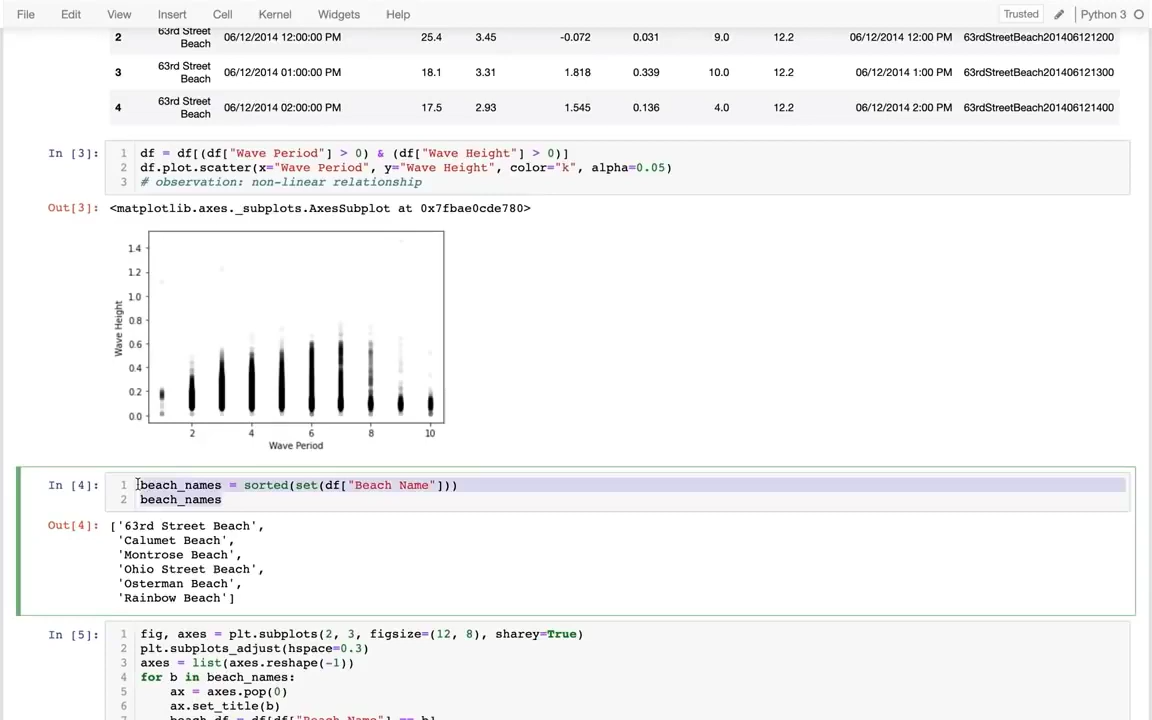 File Edit View Insert Cell Kernel Widgets Help Trusted Python 3
2 63rd Street Beach 06/12/2014 12:00:00 PM 25.4 3.45 -0.072 0.031 9.0 12.2 06/12/2014 12:00 PM 63rdStreetBeach201406121200
3 63rd Street Beach 06/12/2014 01:00:00 PM 18.1 3.31 1.818 0.339 10.0 12.2 06/12/2014 1:00 PM 63rdStreetBeach201406121300
4 63rd Street Beach 06/12/2014 02:00:00 PM 17.5 2.93 1.545 0.136 4.0 12.2 06/12/2014 2:00 PM 63rdStreetBeach201406121400
In [3]: 1 df = df[(df["Wave Period"] > 0) & (df["Wave Height"] > 0)]
2 df.plot.scatter(x="Wave Period", y="Wave Height", color="k", alpha=0.05)
3 # observation: non-linear relationship
Out[3]: <matplotlib.axes._subplots.AxesSubplot at 0x7fbae0cde780>
1.4
1.2
1.0
0.8
0.6
0.4
0.2
0.0
Wave Height
2 4 6 8 10
Wave Period
In [4]: 1 beach_names = sorted(set(df["Beach Name"]))
2 beach_names
Out[4]: ['63rd Street Beach',
'Calumet Beach',
'Montrose Beach',
'Ohio Street Beach',
'Osterman Beach',
'Rainbow Beach']
In [5]: 1 fig, axes = plt.subplots(2, 3, figsize=(12, 8), sharey=True)
2 plt.subplots_adjust(hspace=0.3)
3 axes = list(axes.reshape(-1))
4 for b in beach_names:
5 ax = axes.pop(0)
6 ax.set_title(b)
7 beach_df = df[df["Beach Name"] == b]